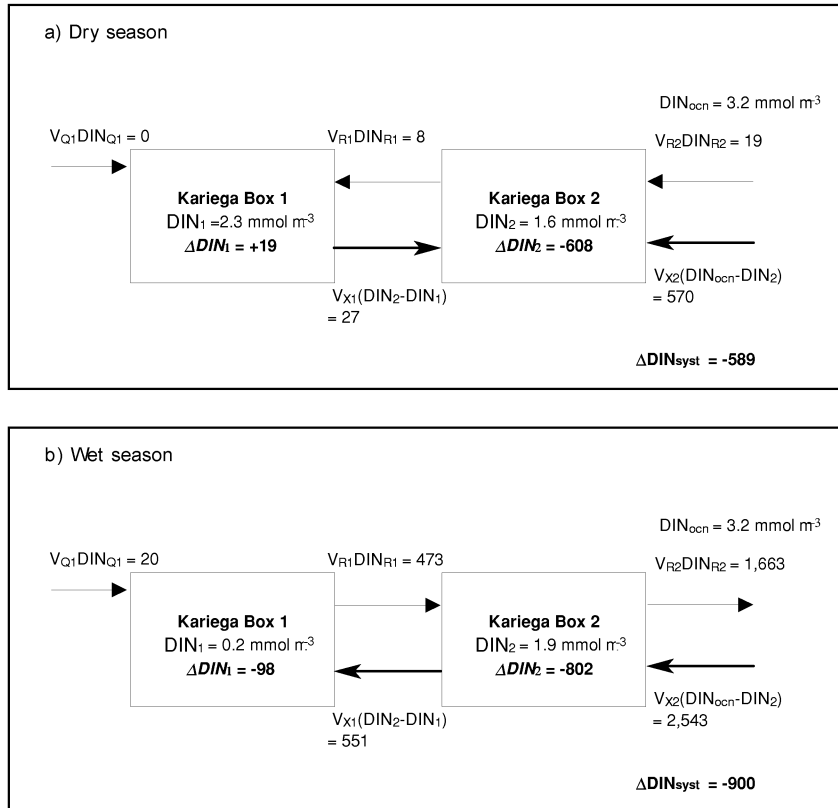 a) Dry season
DINocn = 3.2 mmol m-3
VQ1DINQ1 = 0
VR1DINR1 = 8
VR2DINR2 = 19
Kariega Box 1
DIN1 =2.3 mmol m-3
ΔDIN1 = +19
Kariega Box 2
DIN2 = 1.6 mmol m-3
ΔDIN2 = -608
VX1(DIN2-DIN1)
= 27
VX2(DINocn-DIN2)
= 570
ΔDINsyst = -589
b) Wet season
DINocn = 3.2 mmol m-3
VQ1DINQ1 = 20
VR1DINR1 = 473
VR2DINR2 = 1,663
Kariega Box 1
DIN1 = 0.2 mmol m-3
ΔDIN1 = -98
Kariega Box 2
DIN2 = 1.9 mmol m-3
ΔDIN2 = -802
VX1(DIN2-DIN1)
= 551
VX2(DINocn-DIN2)
= 2,543
ΔDINsyst = -900